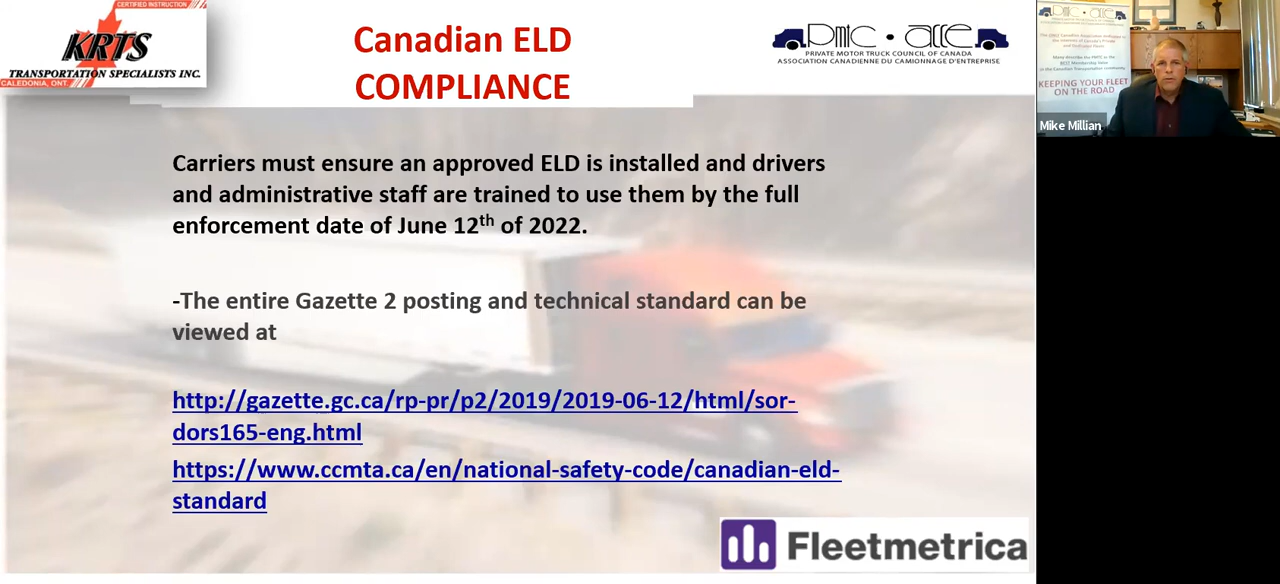 CERTIFIED INSTRUCTION
KRTS
TRANSPORTATION SPECIALISTS INC.
CALEDONIA, ONT.
Canadian ELD
COMPLIANCE
PRIVATE MOTOR TRUCK COUNCIL OF CANADA
ASSOCIATION CANADIENNE DU CAMIONNAGE D'ENTREPRISE
Carriers must ensure an approved ELD is installed and drivers
and administrative staff are trained to use them by the full
enforcement date of June 12th of 2022.
-The entire Gazette 2 posting and technical standard can be
viewed at
http://gazette.gc.ca/rp-pr/p2/2019/2019-06-12/html/sor-
dors165-eng.html
https://www.ccmta.ca/en/national-safety-code/canadian-eld-
standard
Fleetmetrica
KEEPING YOUR FLEET
ON THE ROAD
Mike Millian